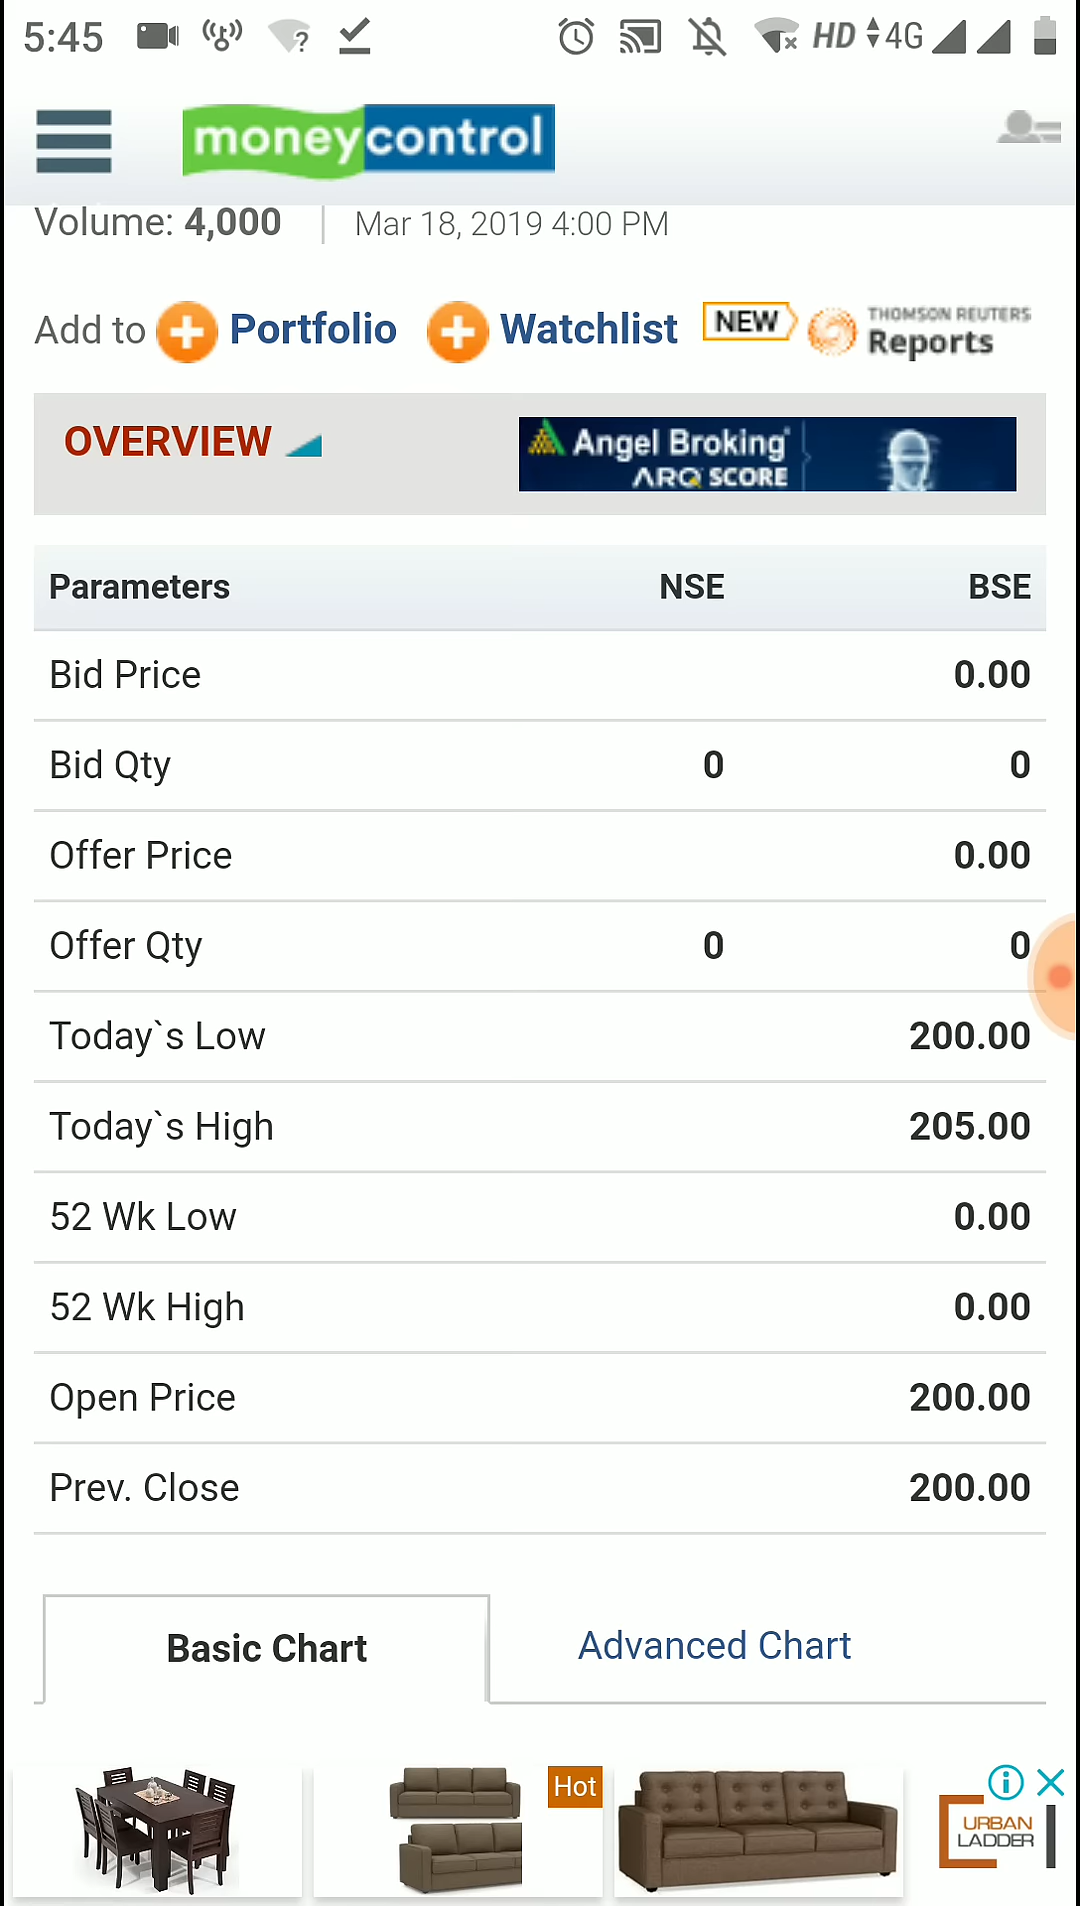 5:45 ? HD 4G
moneycontrol
Volume: 4,000 Mar 18, 2019 4:00 PM
Add to Portfolio Watchlist NEW THOMSON REUTERS Reports
OVERVIEW
Angel Broking
ARQ SCORE
Parameters NSE BSE
Bid Price 0.00
Bid Qty 0 0
Offer Price 0.00
Offer Qty 0 0
Today`s Low 200.00
Today`s High 205.00
52 Wk Low 0.00
52 Wk High 0.00
Open Price 200.00
Prev. Close 200.00
Basic Chart Advanced Chart
Hot
URBAN
LADDER